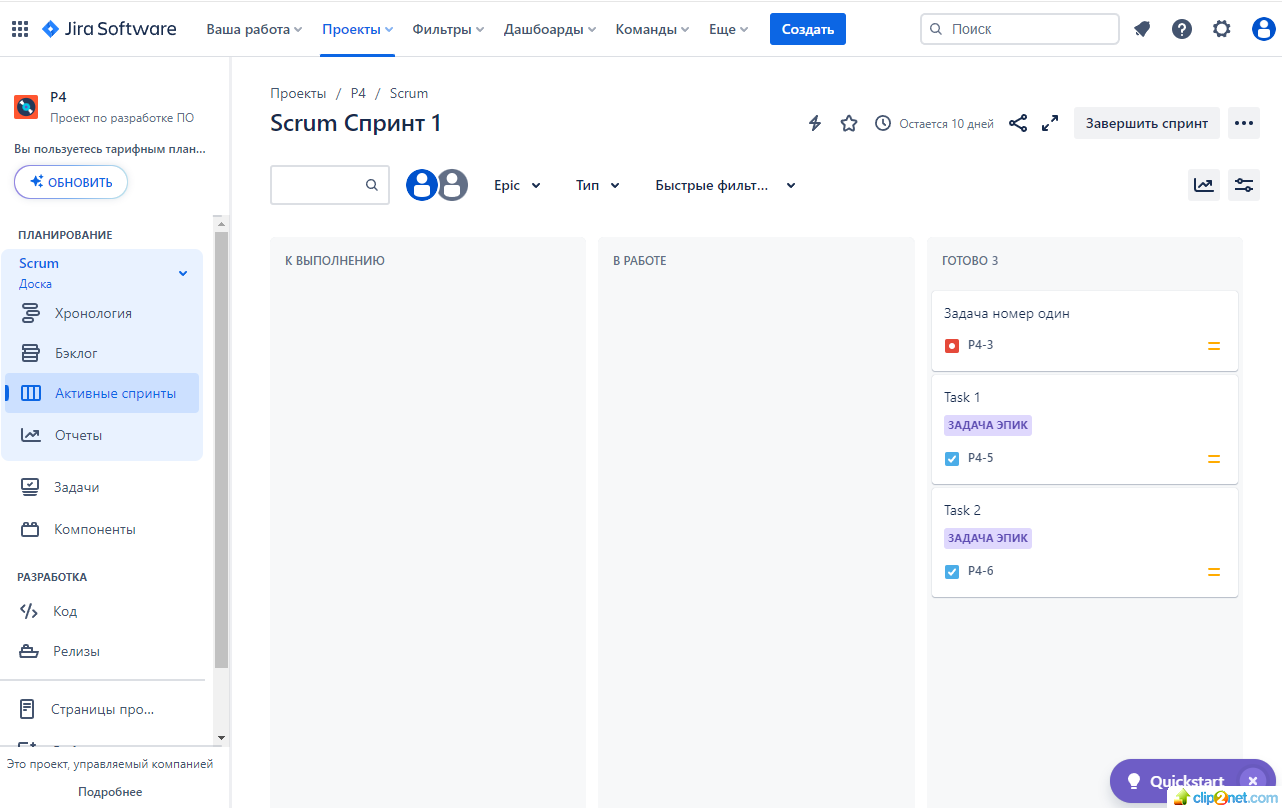 Jira Software
Ваша работа
Проекты
Фильтры
Дашбоарды
Команды
Еще
Создать
Поиск
P4
Проект по разработке ПО
Вы пользуетесь тарифным план...
ОБНОВИТЬ
ПЛАНИРОВАНИЕ
Scrum
Доска
Хронология
Бэклог
Активные спринты
Отчеты
Задачи
Компоненты
РАЗРАБОТКА
Код
Релизы
Страницы про...
Это проект, управляемый компанией
Подробнее
Проекты / P4 / Scrum
Scrum Спринт 1
Остается 10 дней
Завершить спринт
Epic
Тип
Быстрые фильт...
К ВЫПОЛНЕНИЮ
В РАБОТЕ
ГОТОВО 3
Задача номер один
P4-3
Task 1
ЗАДАЧА ЭПИК
P4-5
Task 2
ЗАДАЧА ЭПИК
P4-6
Quickstart
clip2net.com